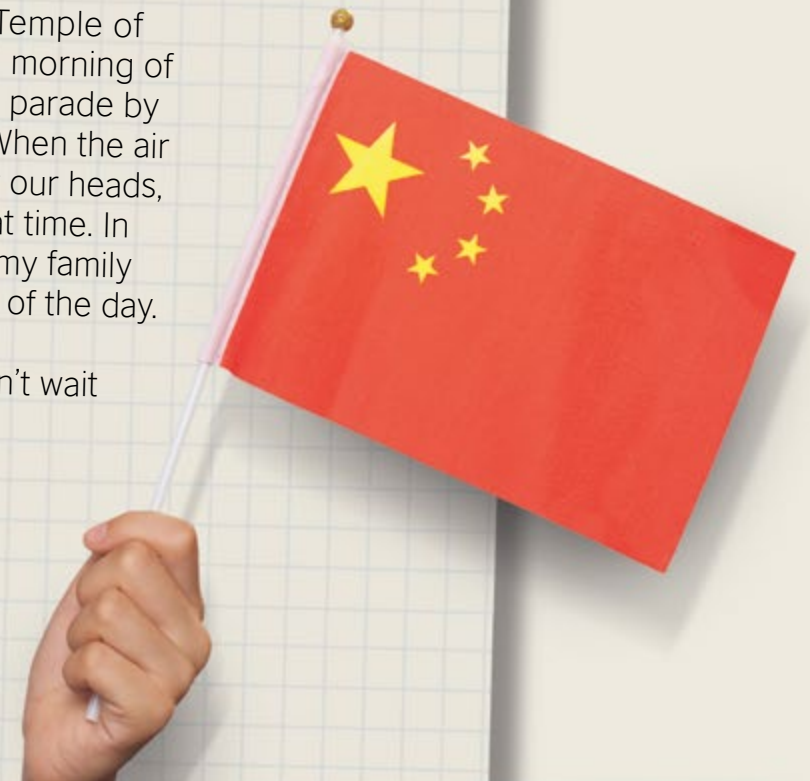 Temple of
morning of
parade by
When the air
our heads,
time. In
my family
of the day.
wait